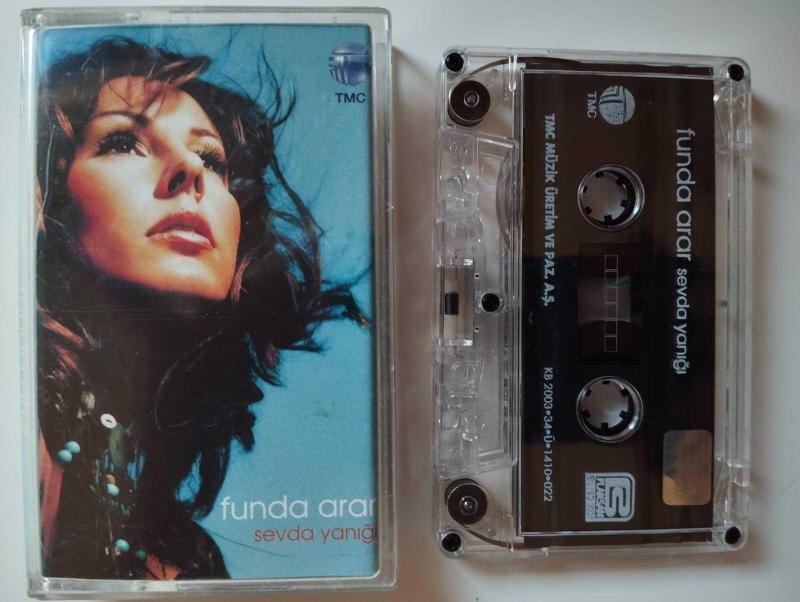 TMC
funda arar
sevda yanığı
TMC
funda arar sevda yanığı
TMC MÜZİK ÜRETİM VE PAZ. A.Ş.
KB 2003•34•Ü•1410•022